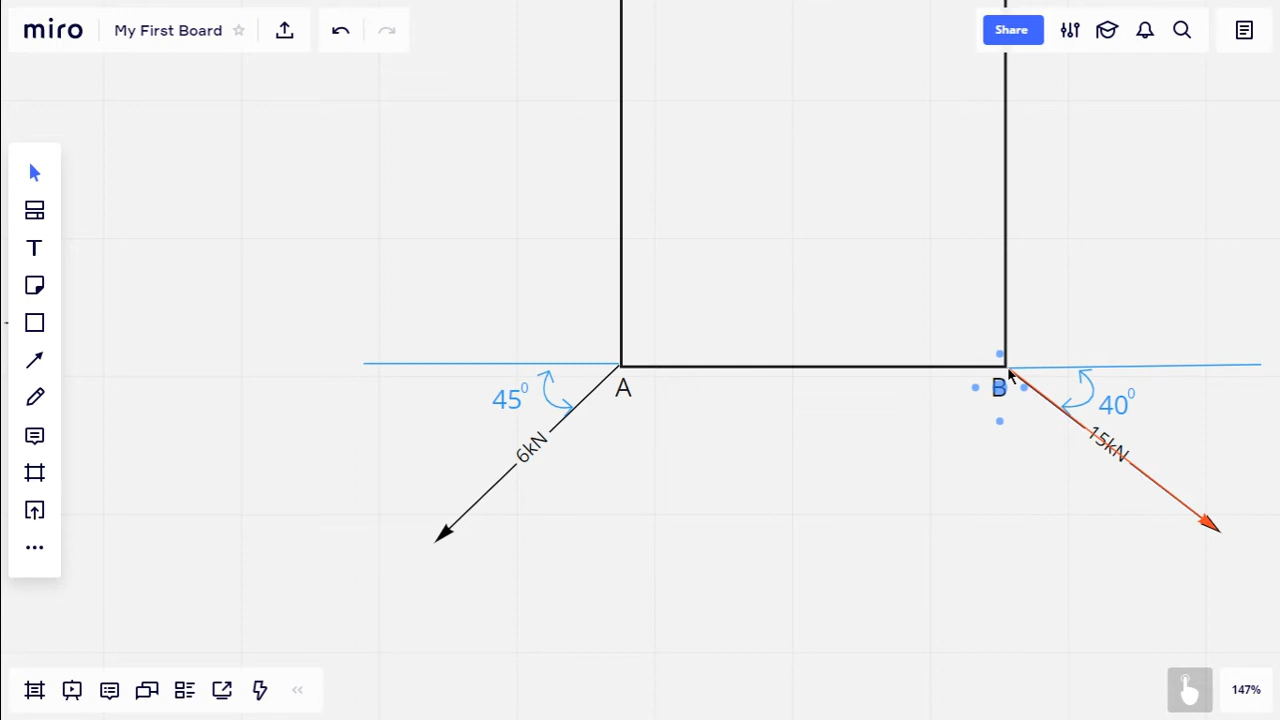 miro
My First Board
Share
T
45⁰
A
B
40⁰
6kN
15kN
147%